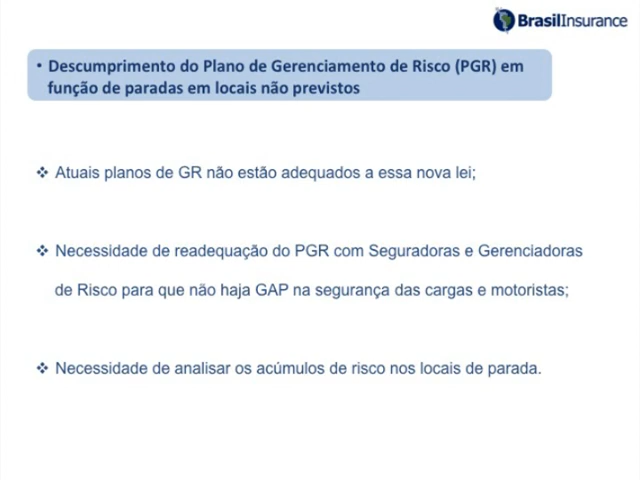 BrasilInsurance
• Descumprimento do Plano de Gerenciamento de Risco (PGR) em
função de paradas em locais não previstos
❖ Atuais planos de GR não estão adequados a essa nova lei;
❖ Necessidade de readequação do PGR com Seguradoras e Gerenciadoras
de Risco para que não haja GAP na segurança das cargas e motoristas;
❖ Necessidade de analisar os acúmulos de risco nos locais de parada.